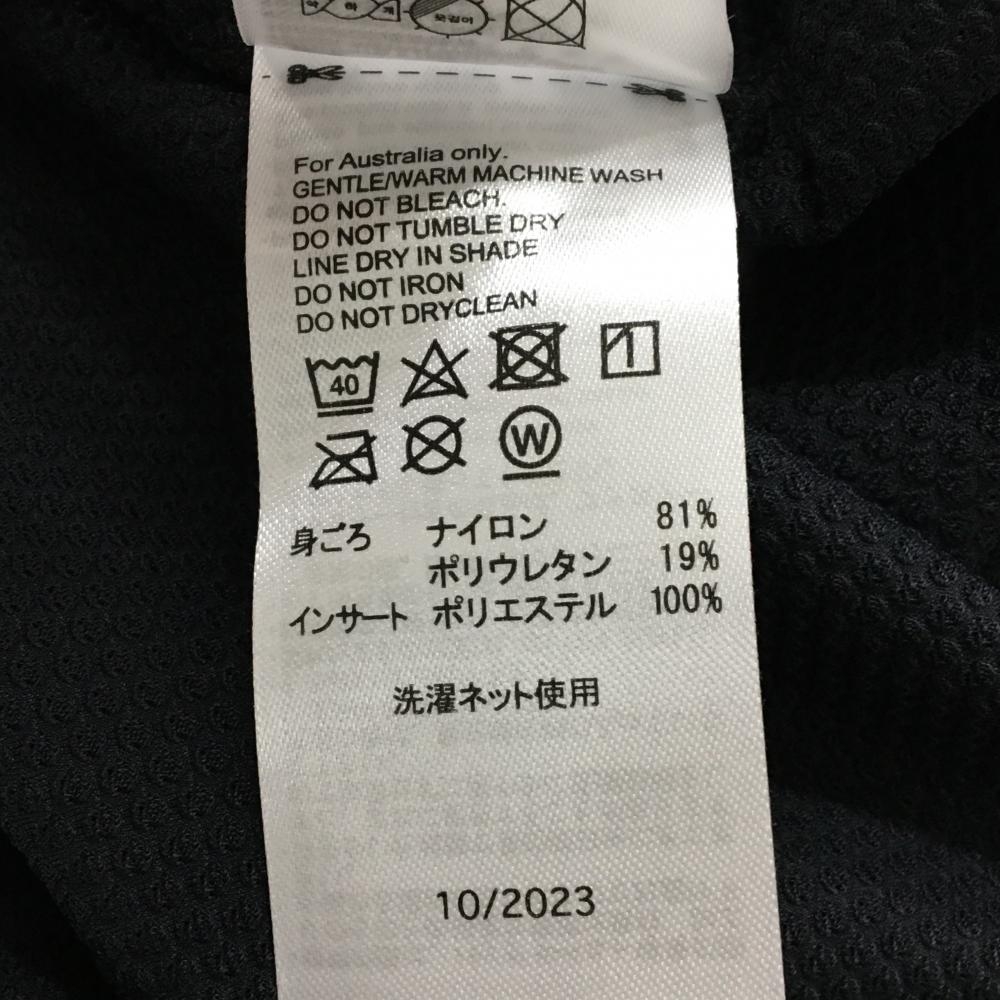 옷걸이
For Australia only.
GENTLE/WARM MACHINE WASH
DO NOT BLEACH.
DO NOT TUMBLE DRY
LINE DRY IN SHADE
DO NOT IRON
DO NOT DRYCLEAN
40
W
身ごろ ナイロン 81%
ポリウレタン 19%
インサート ポリエステル 100%
洗濯ネット使用
10/2023